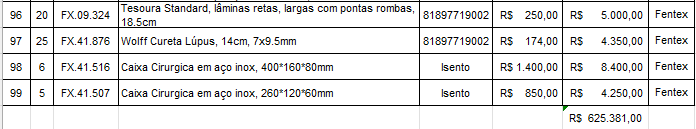 96 20 FX.09.324 Tesoura Standard, lâminas retas, largas com pontas rombas, 18.5cm 81897719002 R$ 250,00 R$ 5.000,00 Fentex
97 25 FX.41.876 Wolff Cureta Lúpus, 14cm, 7x9.5mm 81897719002 R$ 174,00 R$ 4.350,00 Fentex
98 6 FX.41.516 Caixa Cirurgica em aço inox, 400*160*80mm Isento R$ 1.400,00 R$ 8.400,00 Fentex
99 5 FX.41.507 Caixa Cirurgica em aço inox, 260*120*60mm Isento R$ 850,00 R$ 4.250,00 Fentex
R$ 625.381,00